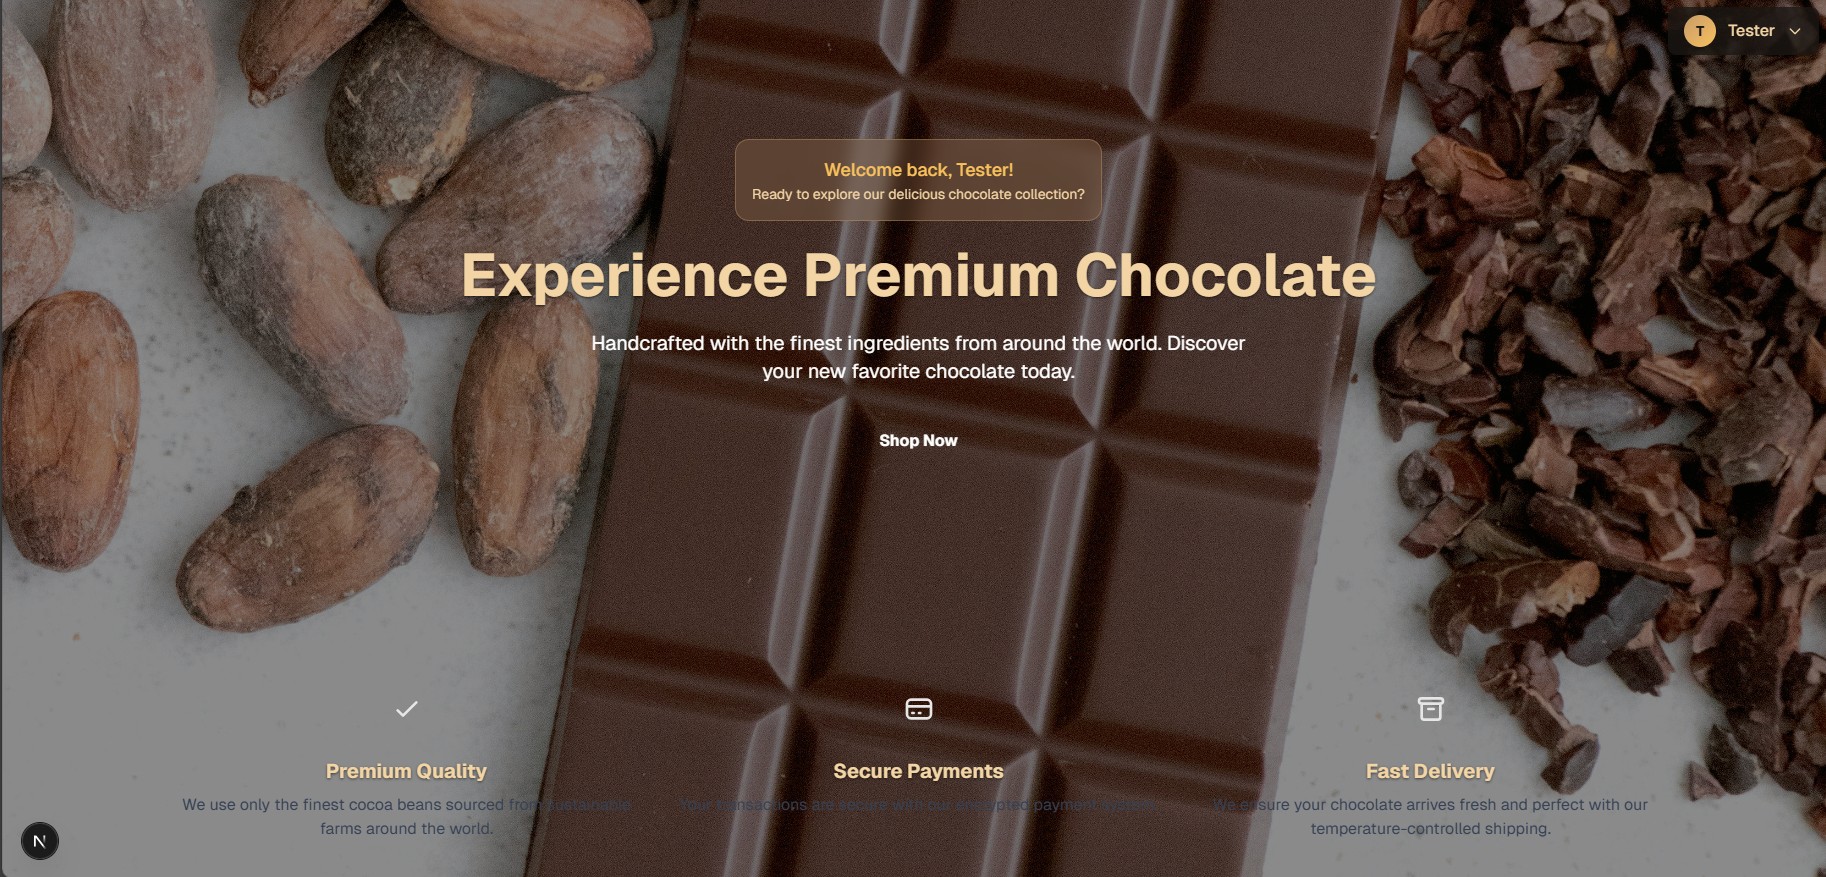 T Tester
Welcome back, Tester!
Ready to explore our delicious chocolate collection?
Experience Premium Chocolate
Handcrafted with the finest ingredients from around the world. Discover
your new favorite chocolate today.
Shop Now
Premium Quality
We use only the finest cocoa beans sourced from sustainable
farms around the world.
Secure Payments
Your transactions are secure with our encrypted payment
Fast Delivery
We ensure your chocolate arrives fresh and perfect with our
temperature-controlled shipping.
N